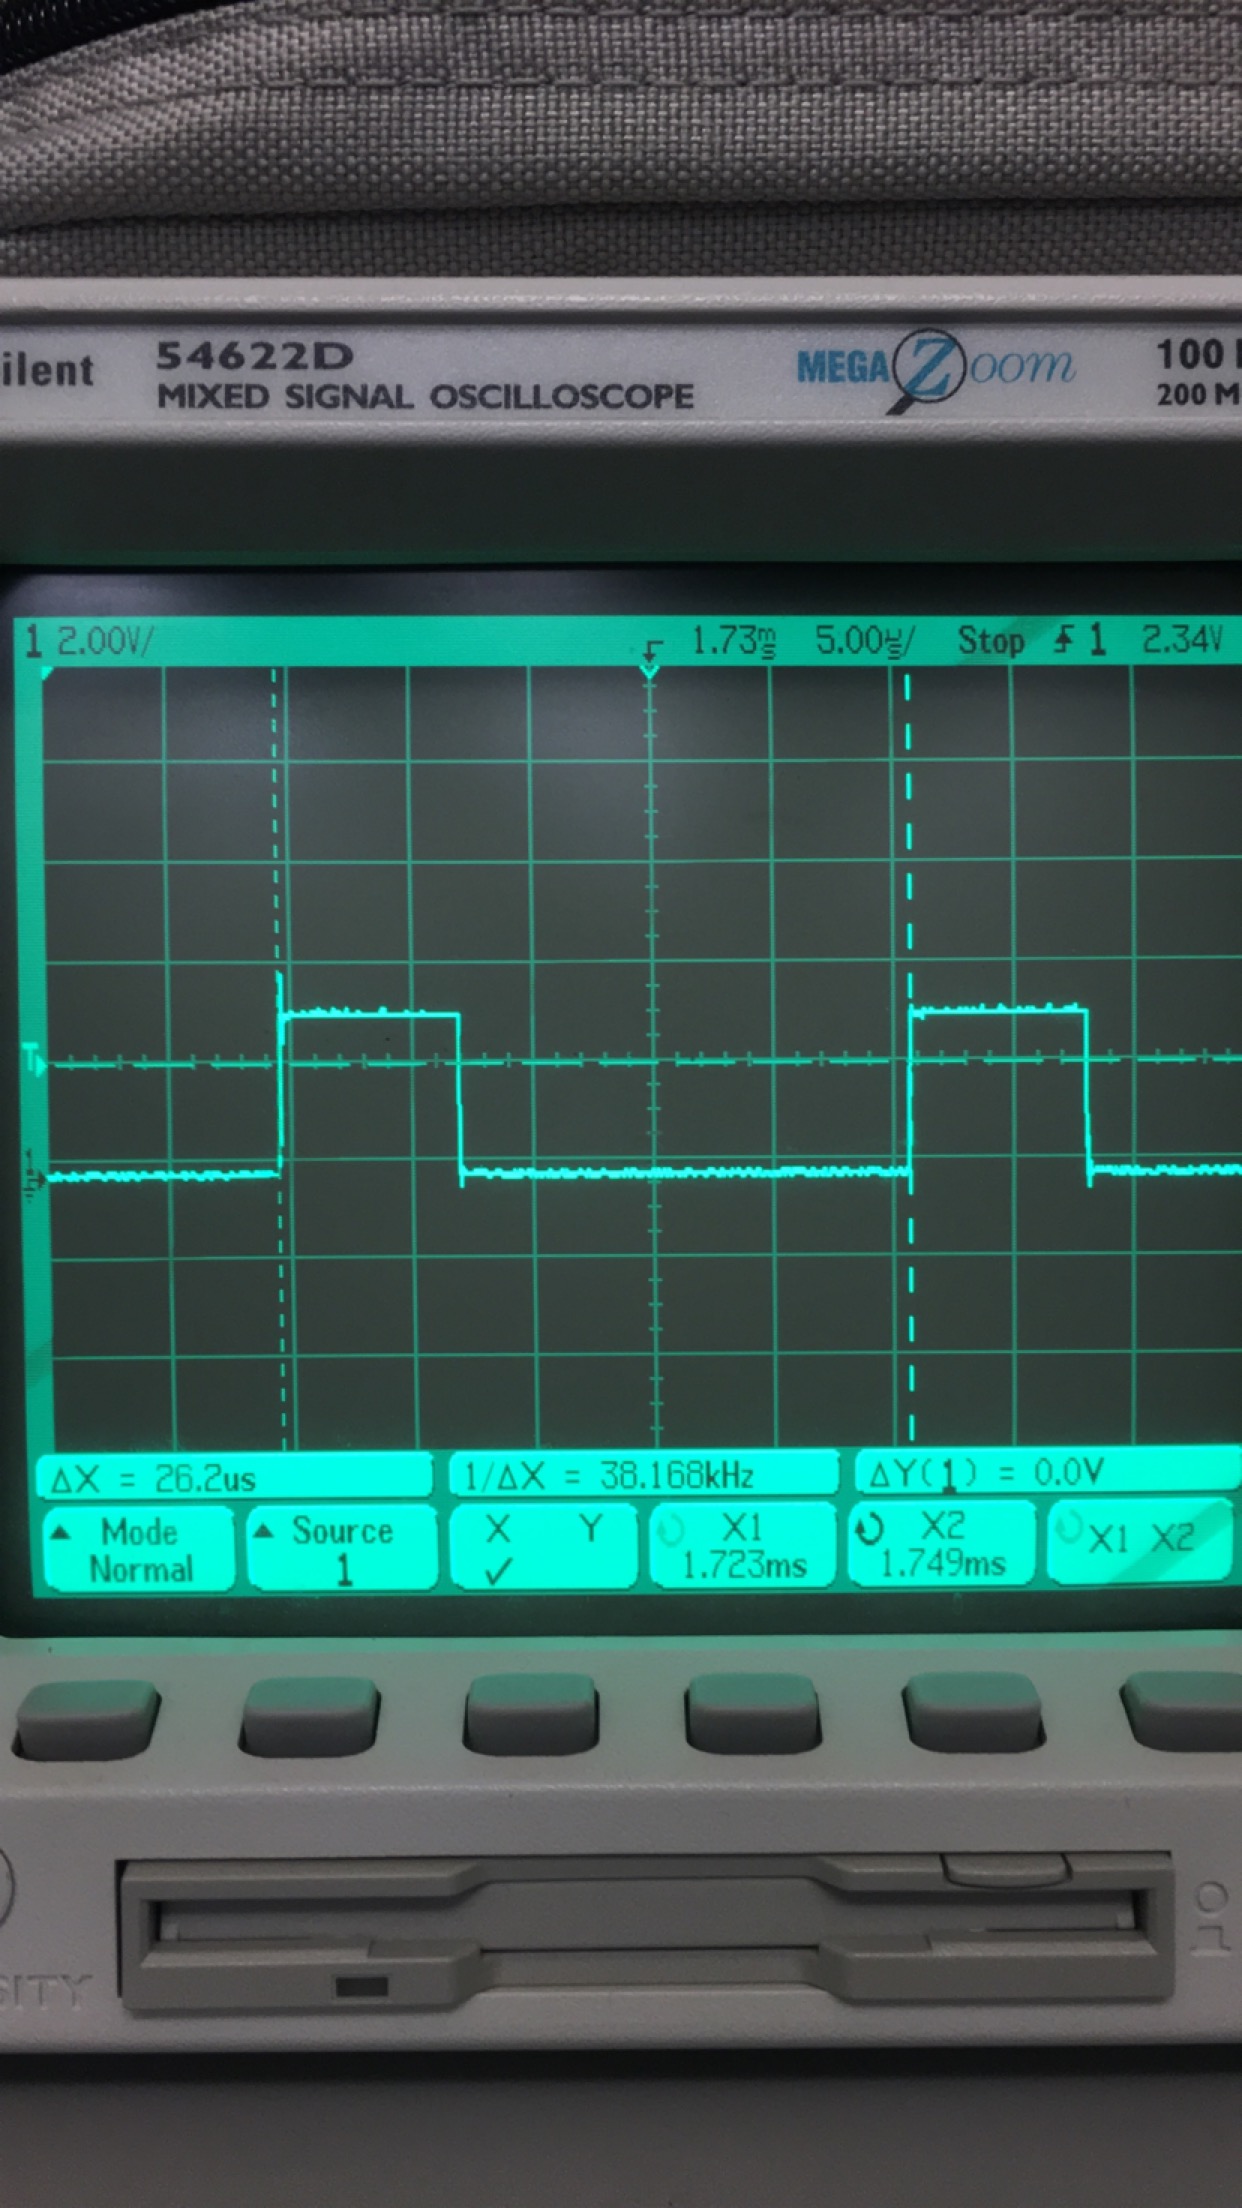 ilent 54622D MEGA Zoom 100
MIXED SIGNAL OSCILLOSCOPE 200 M
1 2.00V/ 1.73ms 5.00us/ Stop 1 2.34V
T
ΔX = 26.2us 1/ΔX = 38.168kHz ΔY(1) = 0.0V
Mode Source X Y X1 X2 X1 X2
Normal 1 ✓ 1.723ms 1.749ms
SITY